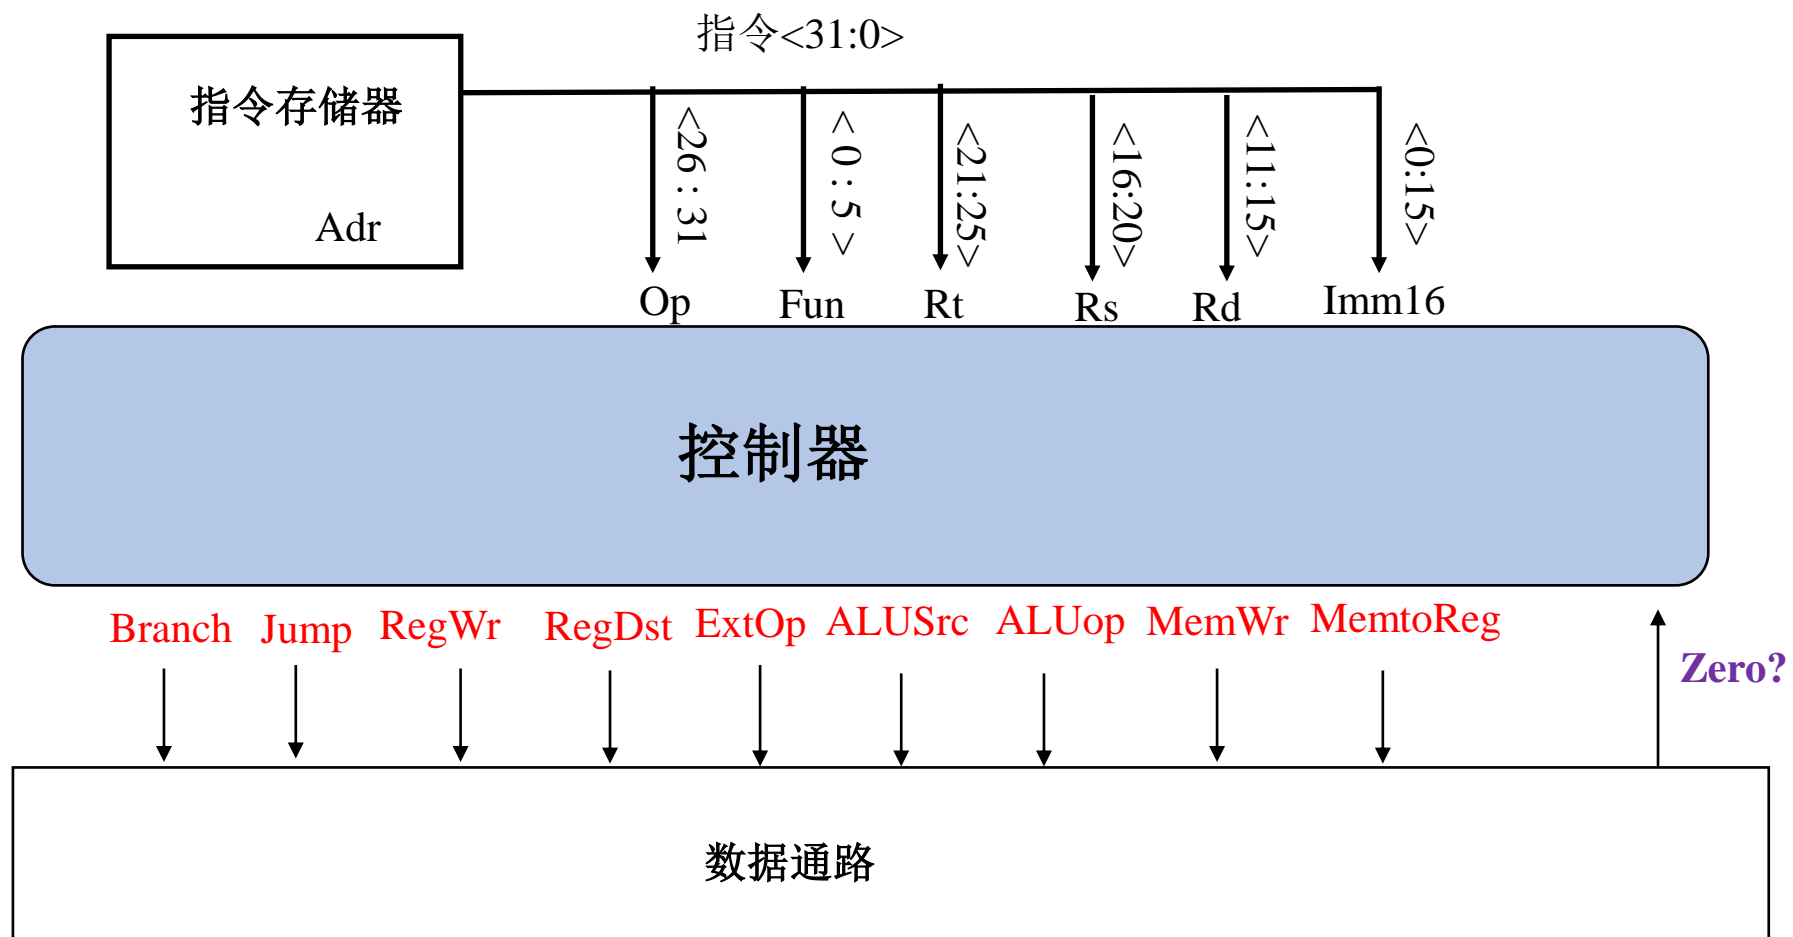 指令<31:0>
指令存储器
Adr
<26 : 31
< 0 : 5 >
<21:25>
<16:20>
<11:15>
<0:15>
Op
Fun
Rt
Rs
Rd
Imm16
控制器
Branch
Jump
RegWr
RegDst
ExtOp
ALUSrc
ALUop
MemWr
MemtoReg
Zero?
数据通路